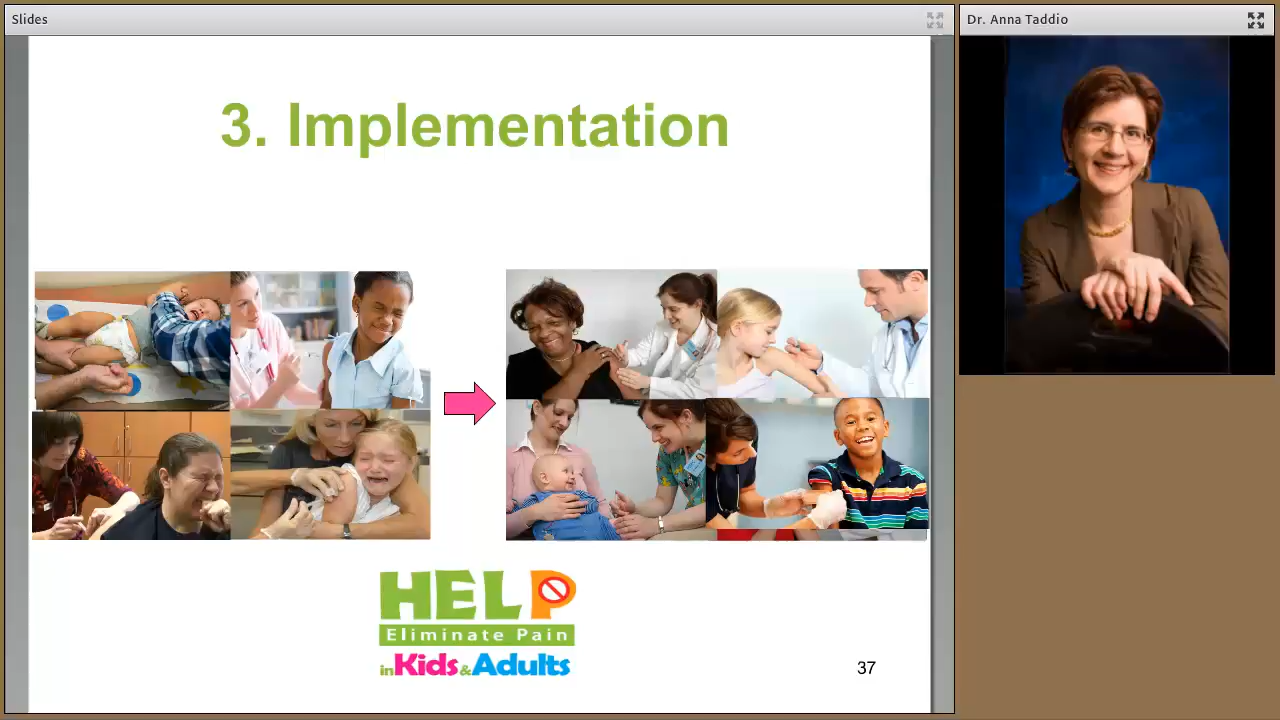 Slides
Dr. Anna Taddio
3. Implementation
HELP
Eliminate Pain
in Kids & Adults
37